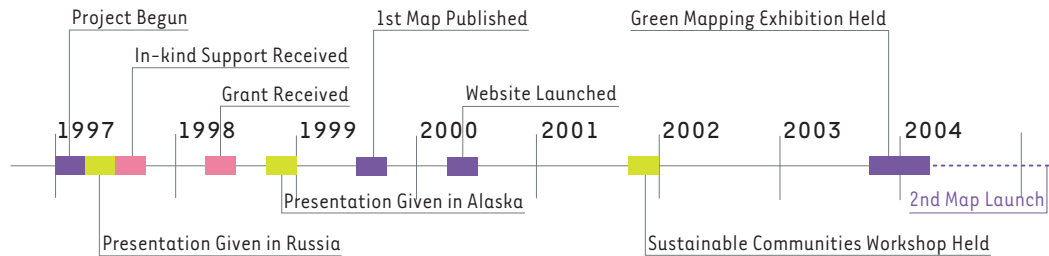 Project Begun
1st Map Published
Green Mapping Exhibition Held
In-kind Support Received
Grant Received
Website Launched
1997 1998 1999 2000 2001 2002 2003 2004
Presentation Given in Alaska
2nd Map Launch
Presentation Given in Russia
Sustainable Communities Workshop Held